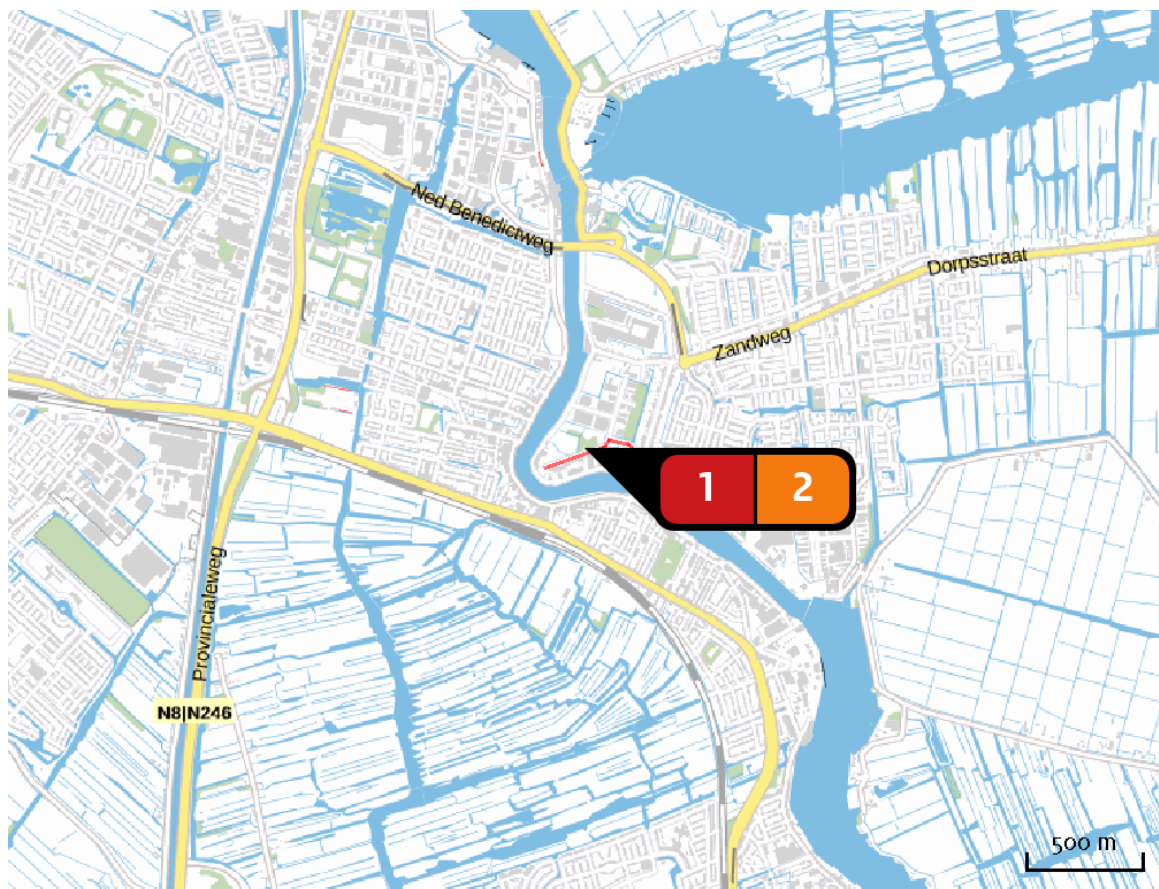 Ned Benedictweg
Dorpsstraat
Zandweg
1 2
Provincialeweg
N8|N246
500 m